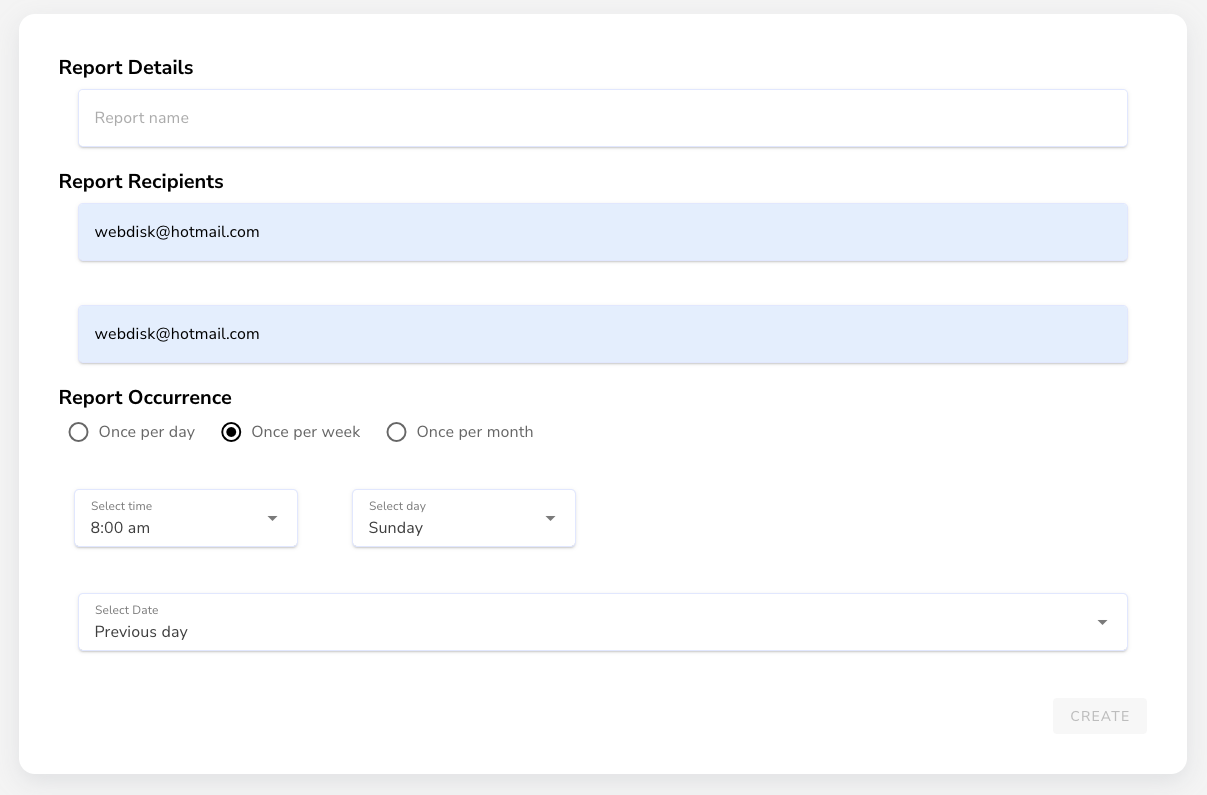 Report Details
Report name
Report Recipients
webdisk@hotmail.com
webdisk@hotmail.com
Report Occurrence
Once per day Once per week Once per month
Select time Select day
8:00 am Sunday
Select Date
Previous day
CREATE